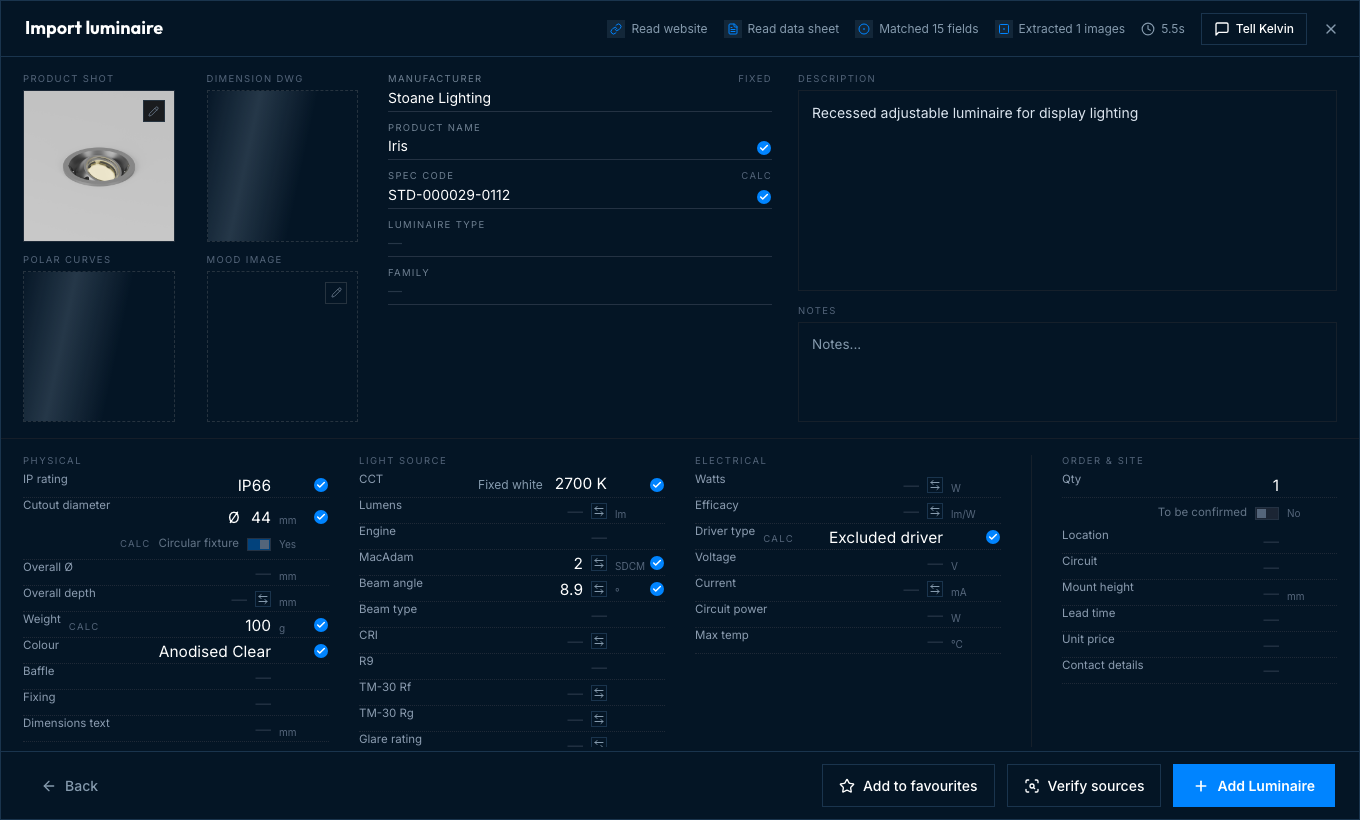 Import luminaire
Read website
Read data sheet
Matched 15 fields
Extracted 1 images
5.5s
Tell Kelvin
PRODUCT SHOT
DIMENSION DWG
POLAR CURVES
MOOD IMAGE
MANUFACTURER FIXED
Stoane Lighting
PRODUCT NAME
Iris
SPEC CODE CALC
STD-000029-0112
LUMINAIRE TYPE
—
FAMILY
—
DESCRIPTION
Recessed adjustable luminaire for display lighting
NOTES
Notes...
PHYSICAL
IP rating IP66
Cutout diameter
Ø 44 mm
CALC Circular fixture Yes
Overall Ø — mm
Overall depth — mm
Weight CALC 100 g
Colour Anodised Clear
Baffle —
Fixing —
Dimensions text — mm
LIGHT SOURCE
CCT Fixed white 2700 K
Lumens — lm
Engine —
MacAdam 2 SDCM
Beam angle 8.9 °
Beam type —
CRI —
R9 —
TM-30 Rf —
TM-30 Rg —
Glare rating —
ELECTRICAL
Watts — W
Efficacy — lm/W
Driver type CALC Excluded driver
Voltage — V
Current — mA
Circuit power — W
Max temp — °C
ORDER & SITE
Qty 1
To be confirmed No
Location —
Circuit —
Mount height — mm
Lead time —
Unit price —
Contact details —
Back
Add to favourites
Verify sources
Add Luminaire